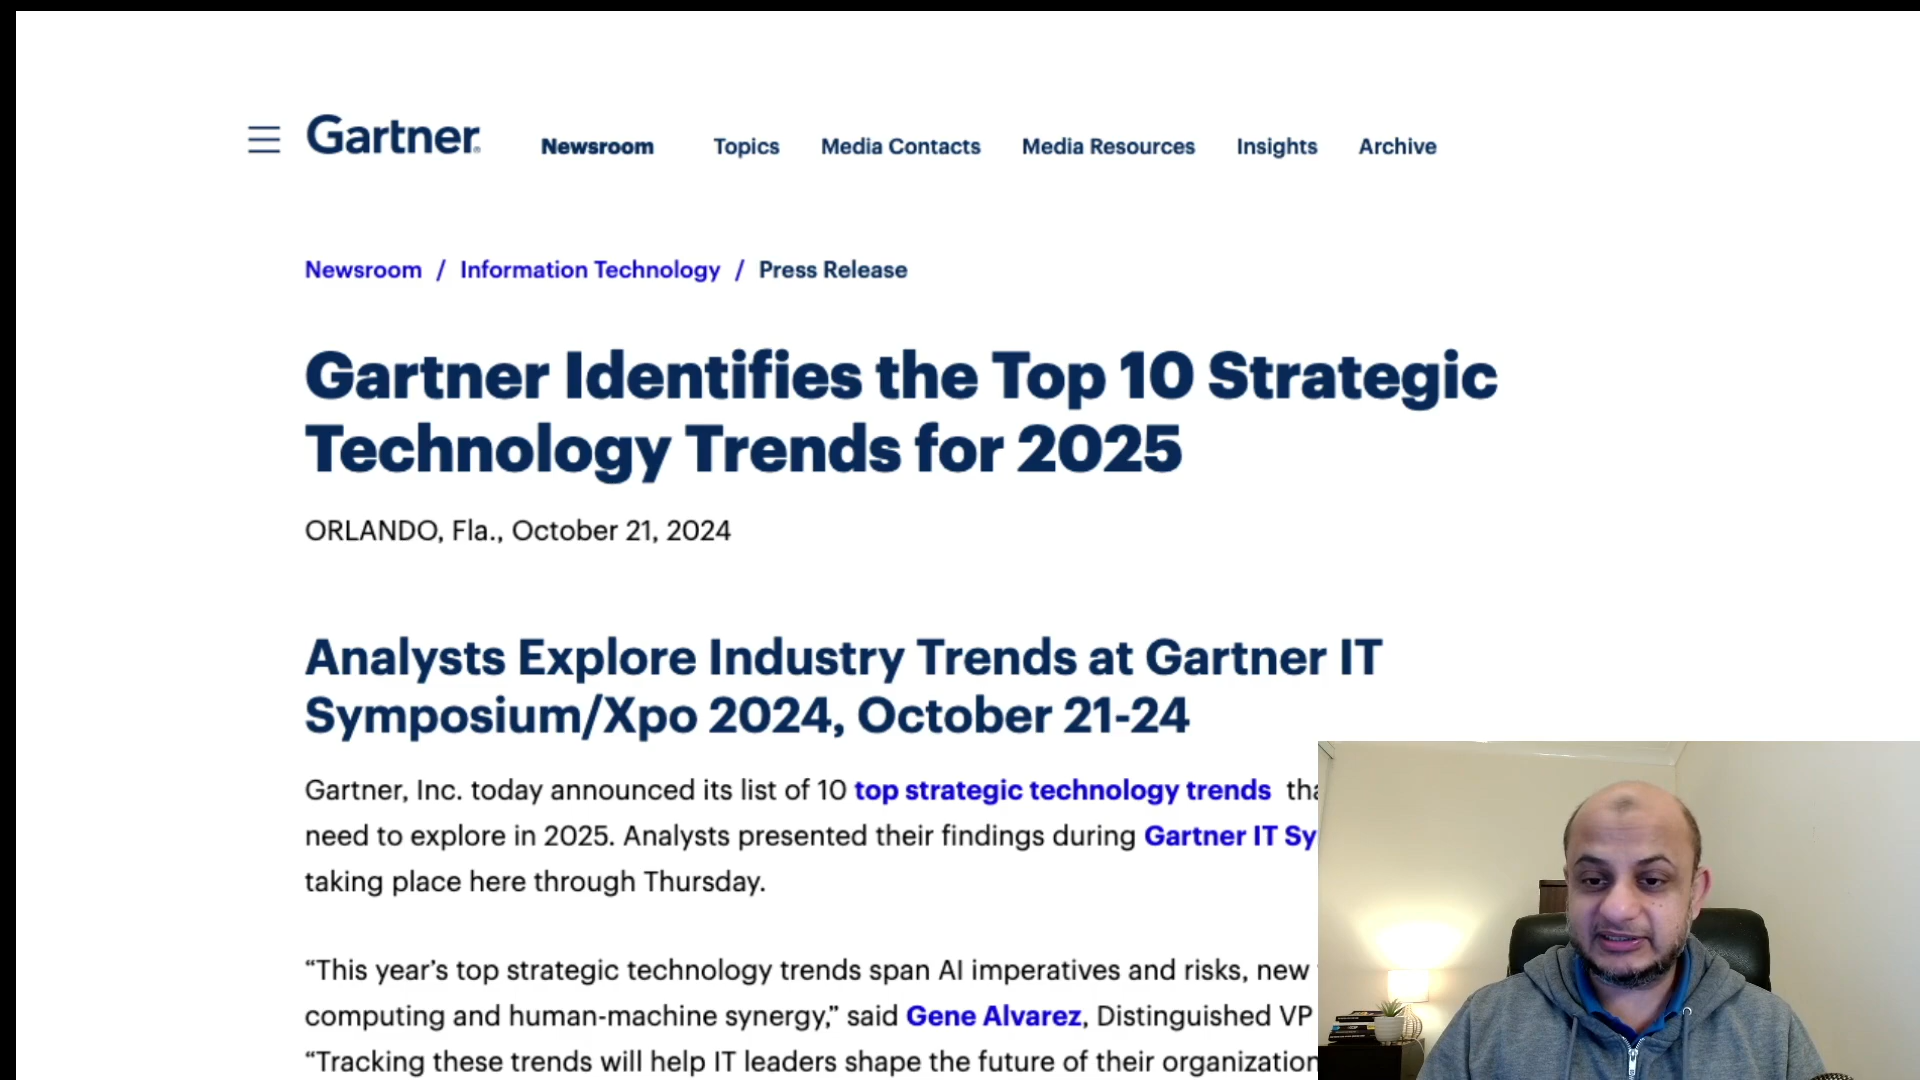 Gartner
Newsroom Topics Media Contacts Media Resources Insights Archive
Newsroom / Information Technology / Press Release
Gartner Identifies the Top 10 Strategic
Technology Trends for 2025
ORLANDO, Fla., October 21, 2024
Analysts Explore Industry Trends at Gartner IT
Symposium/Xpo 2024, October 21-24
Gartner, Inc. today announced its list of 10 top strategic technology trends
need to explore in 2025. Analysts presented their findings during Gartner IT Sy
taking place here through Thursday.
“This year’s top strategic technology trends span AI imperatives and risks, new
computing and human-machine synergy,” said Gene Alvarez, Distinguished VP
“Tracking these trends will help IT leaders shape the future of their organization